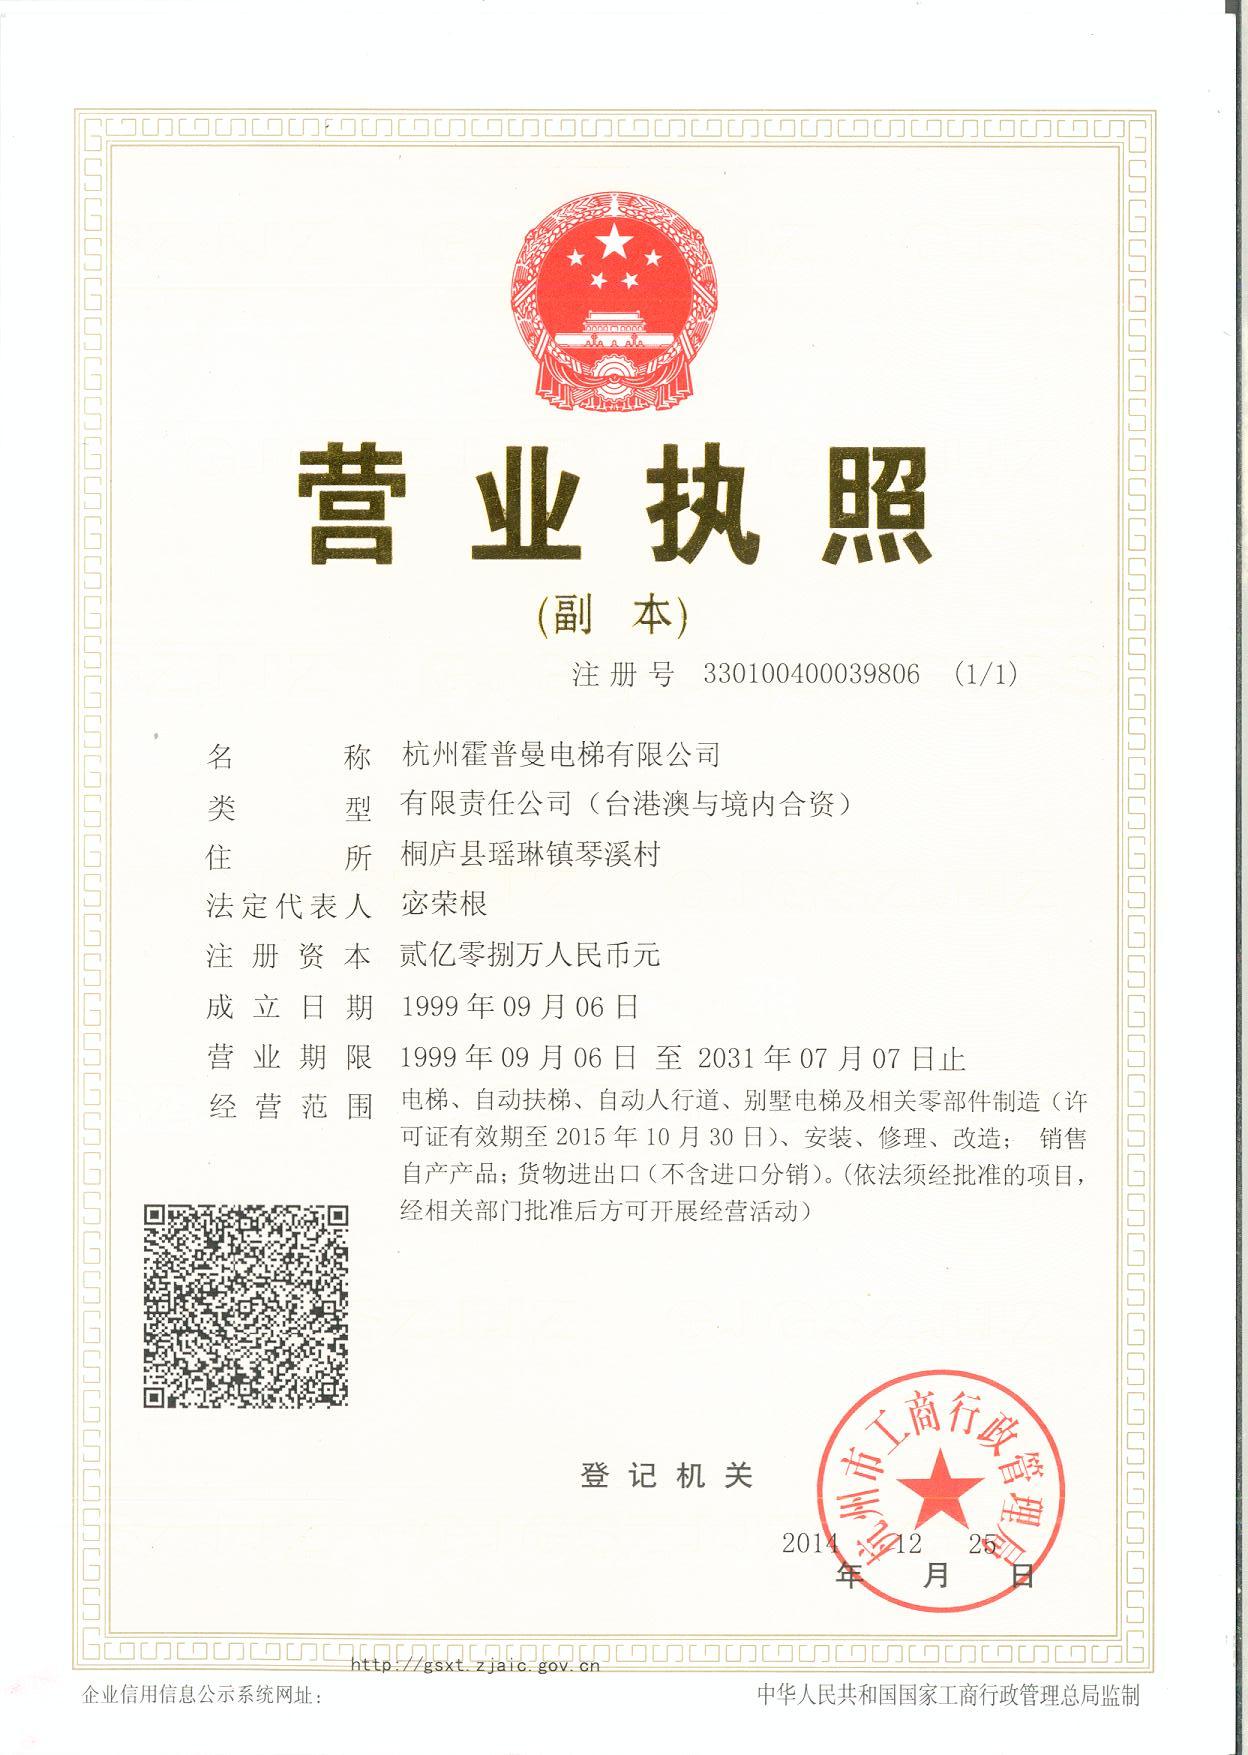 营业执照
(副 本)
注册号 330100400039806 (1/1)
名称 杭州霍普曼电梯有限公司
类型 有限责任公司（台港澳与境内合资）
住所 桐庐县瑶琳镇琴溪村
法定代表人 宓荣根
注册资本 贰亿零捌万人民币元
成立日期 1999年09月06日
营业期限 1999年09月06日 至 2031年07月07日止
经营范围 电梯、自动扶梯、自动人行道、别墅电梯及相关零部件制造（许
可证有效期至2015年10月30日）、安装、修理、改造； 销售
自产产品；货物进出口（不含进口分销）。（依法须经批准的项目，
经相关部门批准后方可开展经营活动）
杭州市工商行政管理局
登记机关
2014 12 25
年 月 日
http://gsxt.zjaic.gov.cn
企业信用信息公示系统网址：
中华人民共和国国家工商行政管理总局监制